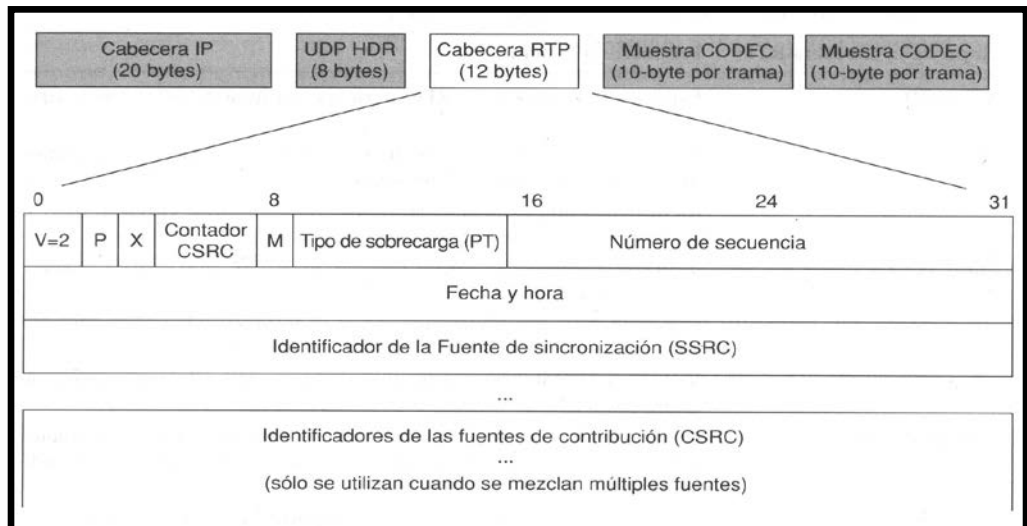 Cabecera IP
(20 bytes)
UDP HDR
(8 bytes)
Cabecera RTP
(12 bytes)
Muestra CODEC
(10-byte por trama)
Muestra CODEC
(10-byte por trama)
0 8 16 24 31
V=2 P X Contador CSRC M Tipo de sobrecarga (PT) Número de secuencia
Fecha y hora
Identificador de la Fuente de sincronización (SSRC)
...
Identificadores de las fuentes de contribución (CSRC)
...
(sólo se utilizan cuando se mezclan múltiples fuentes)